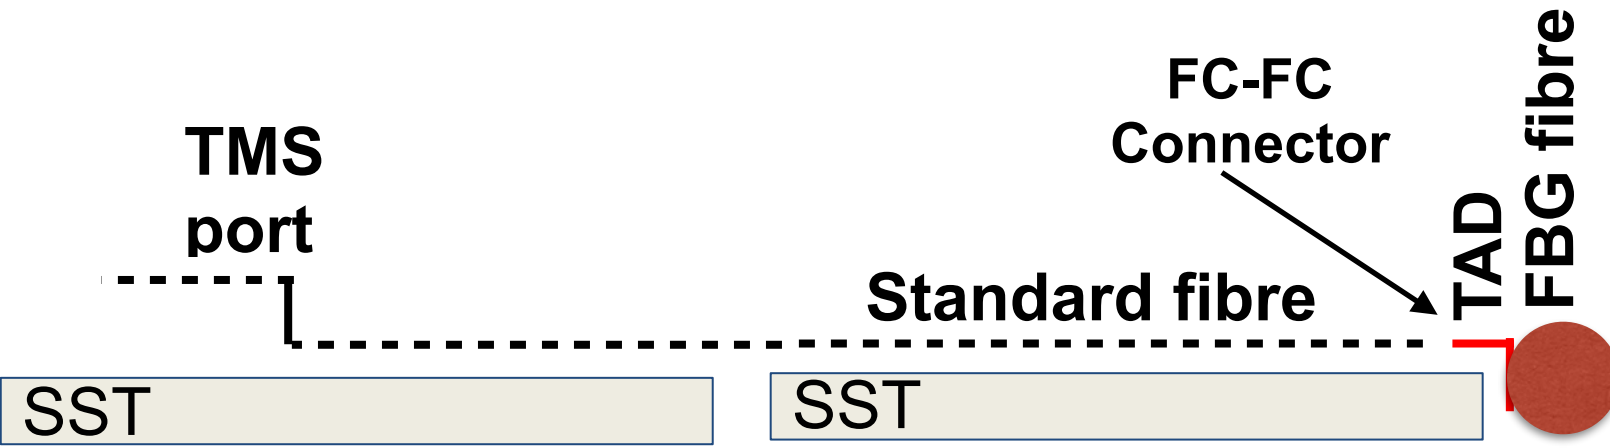 TMS
port
FC-FC
Connector
Standard fibre
TAD
FBG fibre
SST
SST